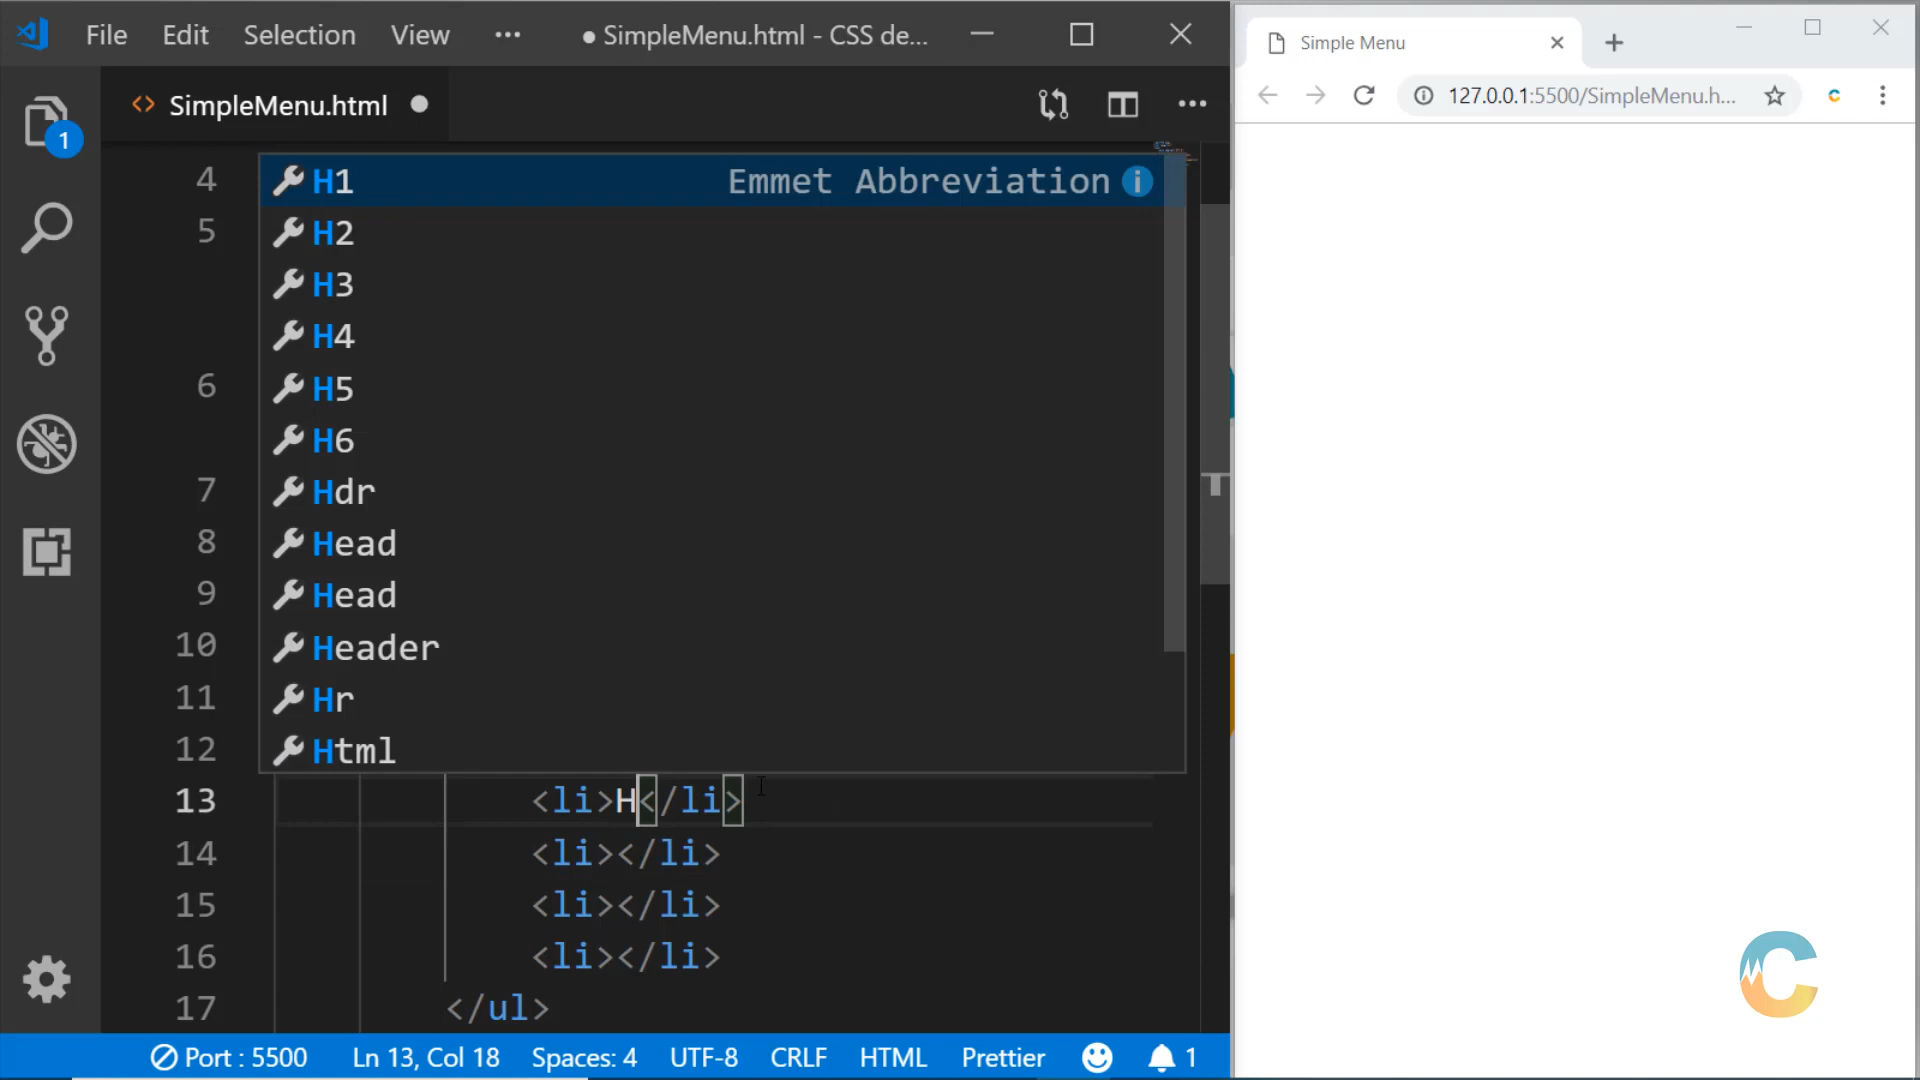 File Edit Selection View ··· ● SimpleMenu.html - CSS de...
<> SimpleMenu.html ●
1
4 H1 Emmet Abbreviation i
5 H2
H3
H4
6 H5
H6
7 Hdr
8 Head
9 Head
10 Header
11 Hr
12 Html
13 <li>H</li>
14 <li></li>
15 <li></li>
16 <li></li>
17 </ul>
Port : 5500 Ln 13, Col 18 Spaces: 4 UTF-8 CRLF HTML Prettier 1
Simple Menu
127.0.0.1:5500/SimpleMenu.h...
C